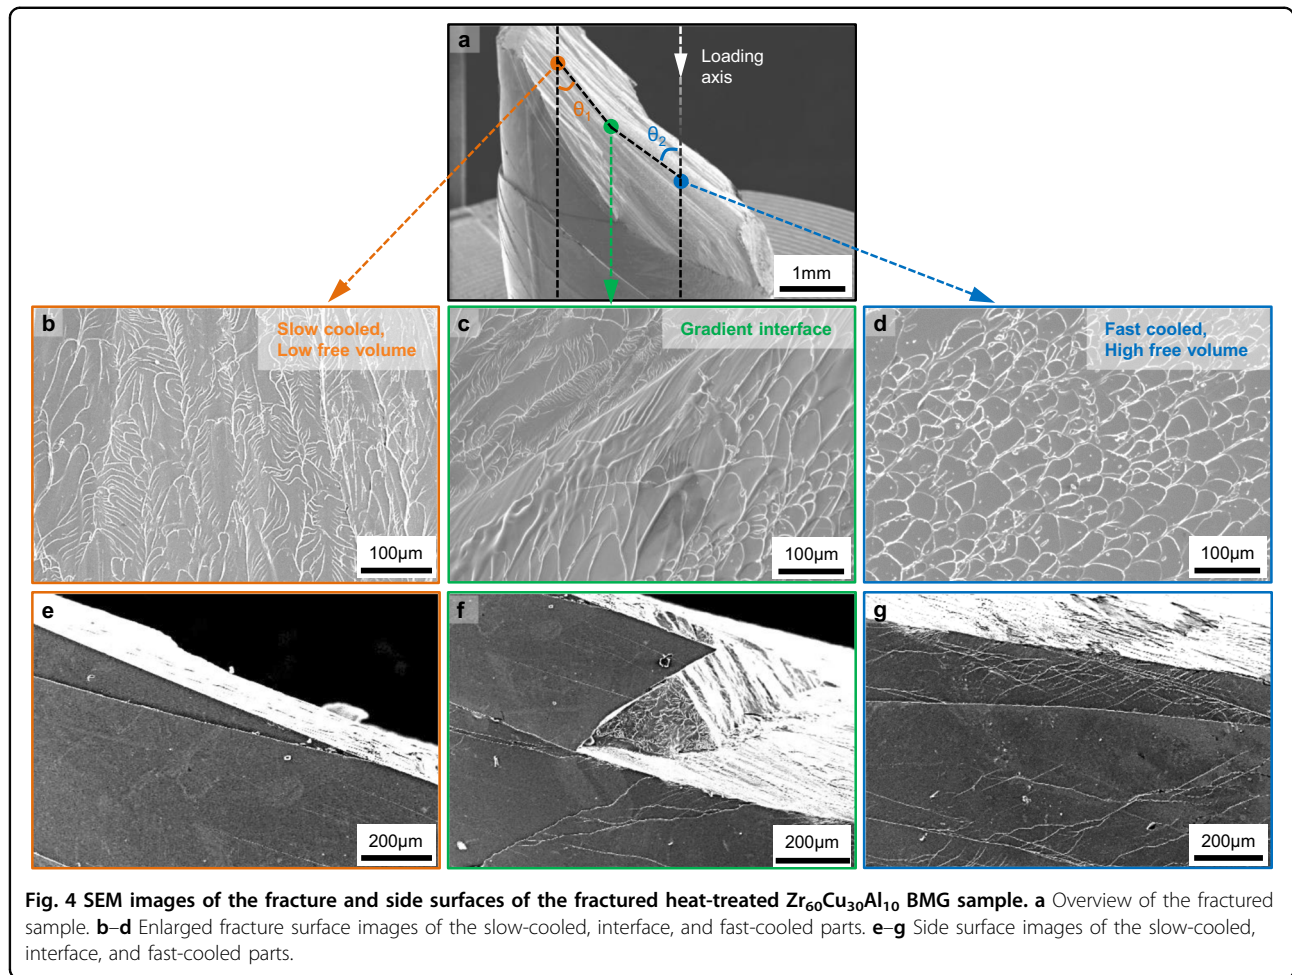 a
Loading
axis
θ1
θ2
1mm
b
Slow cooled,
Low free volume
100μm
c
Gradient interface
100μm
d
Fast cooled,
High free volume
100μm
e
200μm
f
200μm
g
200μm
Fig. 4 SEM images of the fracture and side surfaces of the fractured heat-treated Zr60Cu30Al10 BMG sample. a Overview of the fractured
sample. b–d Enlarged fracture surface images of the slow-cooled, interface, and fast-cooled parts. e–g Side surface images of the slow-cooled,
interface, and fast-cooled parts.